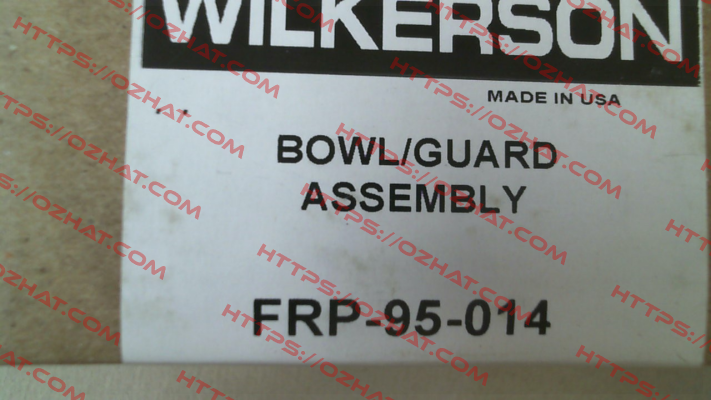 WILKERSON
MADE IN USA
BOWL/GUARD
ASSEMBLY
FRP-95-014
HTTPS://OZHAT.COM